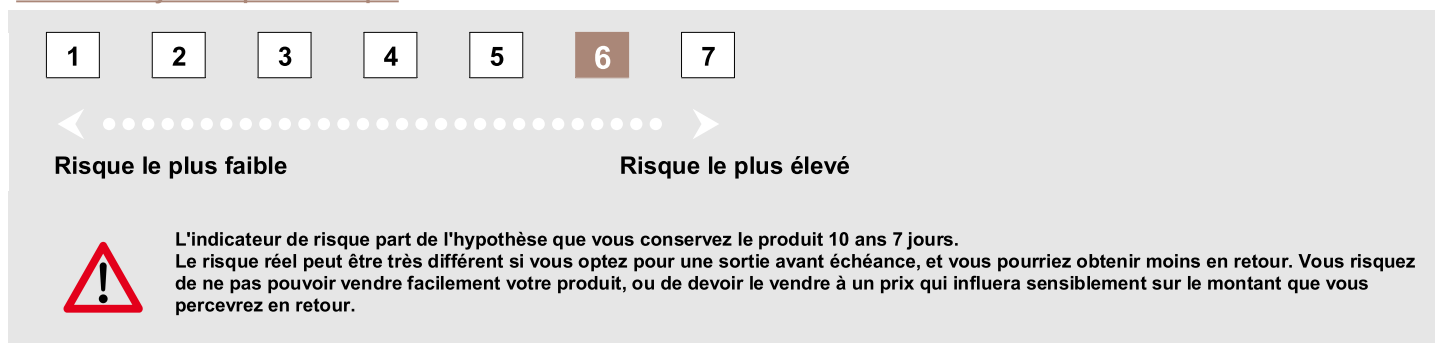 1 2 3 4 5 6 7
Risque le plus faible Risque le plus élevé
L'indicateur de risque part de l'hypothèse que vous conservez le produit 10 ans 7 jours.
Le risque réel peut être très différent si vous optez pour une sortie avant échéance, et vous pourriez obtenir moins en retour. Vous risquez
de ne pas pouvoir vendre facilement votre produit, ou de devoir le vendre à un prix qui influera sensiblement sur le montant que vous
percevrez en retour.